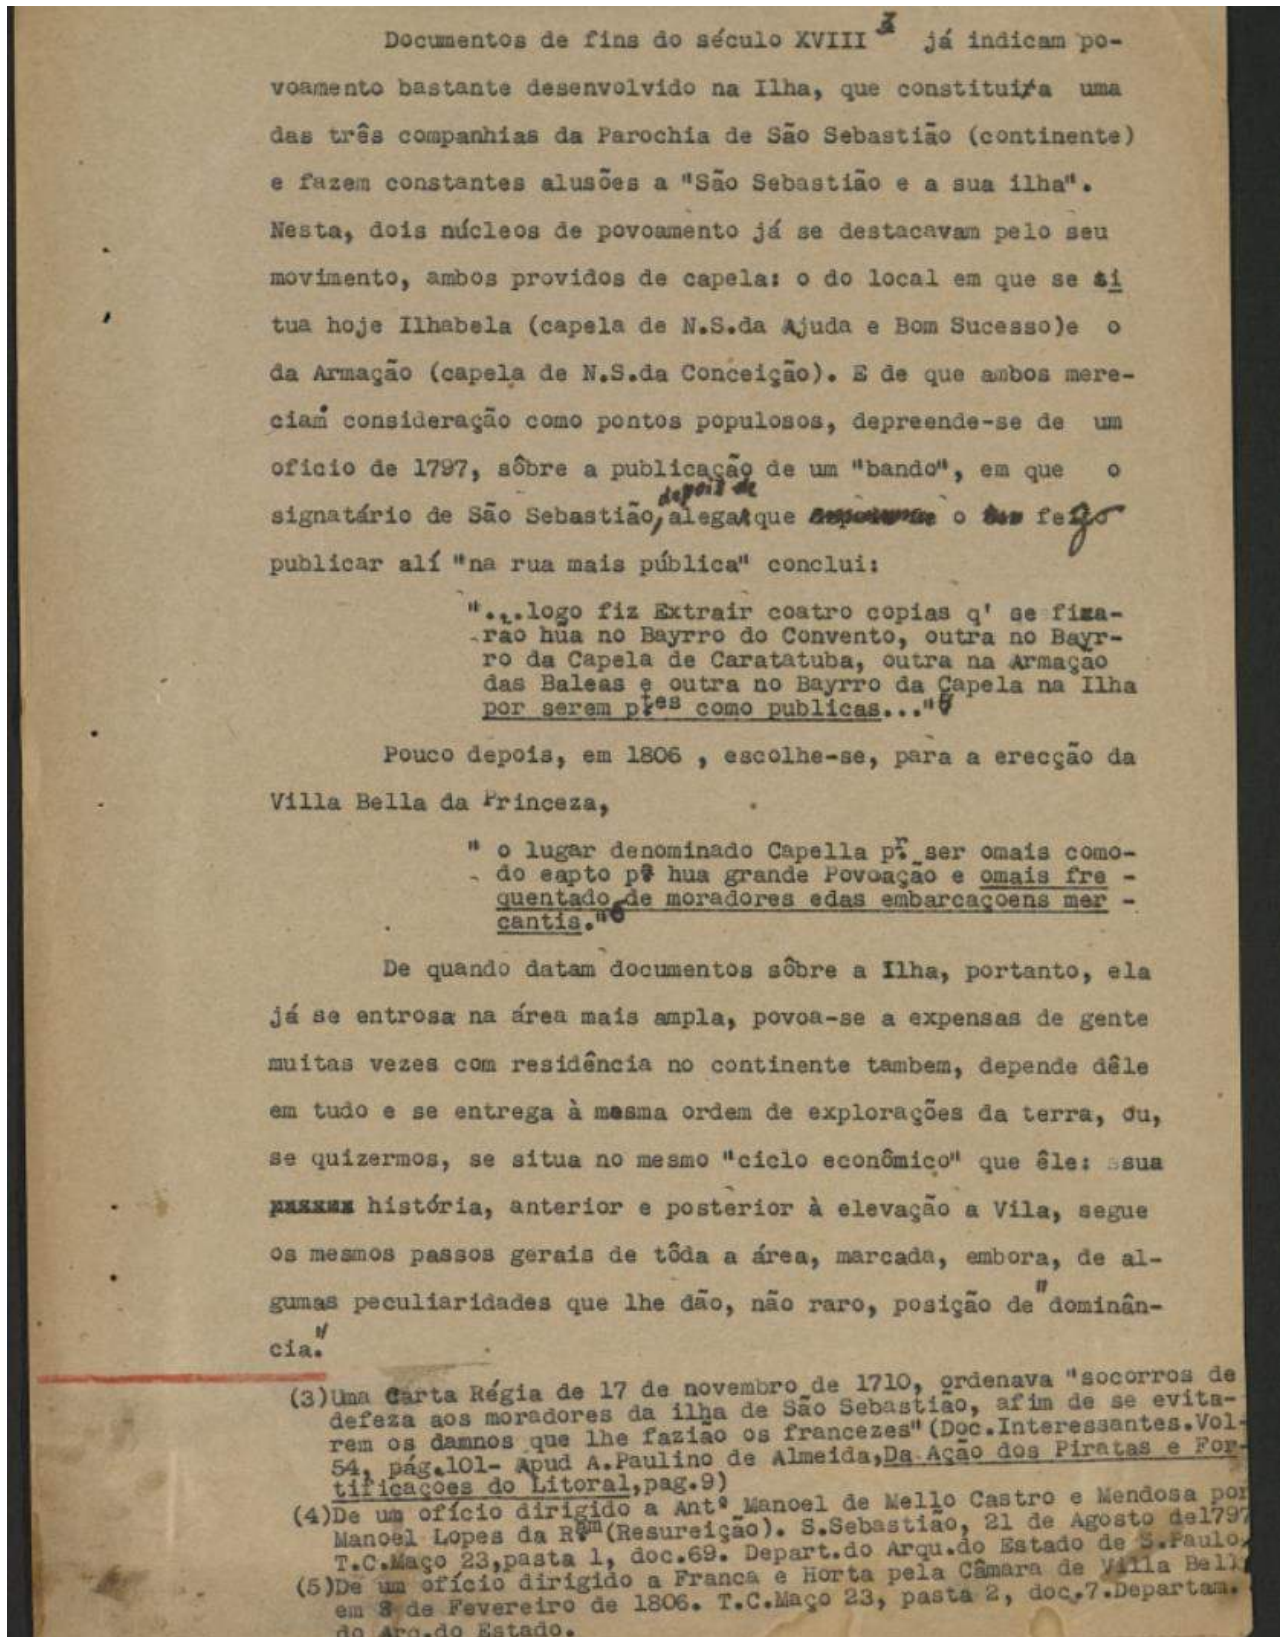 Documentos de fins do século XVIII 3 já indicam po-
voamento bastante desenvolvido na Ilha, que constituira uma
das três companhias da Parochia de São Sebastião (continente)
e fazem constantes alusões a "São Sebastião e a sua ilha".
Nesta, dois núcleos de povoamento já se destacavam pelo seu
movimento, ambos providos de capela: o do local em que se si
tua hoje Ilhabela (capela de N.S.da Ajuda e Bom Sucesso)e o
da Armação (capela de N.S.da Conceição). E de que ambos mere-
ciam consideração como pontos populosos, depreende-se de um
oficio de 1797, sôbre a publicação de um "bando", em que o
depois de
signatário de São Sebastião, alegar que o fez
publicar alí "na rua mais pública" conclui:
"...logo fiz Extrair coatro copias q' se fixa-
rão hũa no Bayrro do Convento, outra no Bayr-
ro da Capela de Caratatuba, outra na Armação
das Baleas e outra no Bayrro da Capela na Ilha
por serem ptes como publicas..."
Pouco depois, em 1806 , escolhe-se, para a erecção da
Villa Bella da Princeza,
" o lugar denominado Capella pr. ser omais como-
do eapto pa hua grande Povoação e omais fre -
quentado de moradores edas embarcaçoens mer -
cantis."
De quando datam documentos sôbre a Ilha, portanto, ela
já se entrosa na área mais ampla, povoa-se a expensas de gente
muitas vezes com residência no continente tambem, depende dêle
em tudo e se entrega à mesma ordem de explorações da terra, ou,
se quizermos, se situa no mesmo "ciclo econômico" que êle: sua
história, anterior e posterior à elevação a Vila, segue
os mesmos passos gerais de tôda a área, marcada, embora, de al-
gumas peculiaridades que lhe dão, não raro, posição de "dominân-
cia."
(3)Uma Carta Régia de 17 de novembro de 1710, ordenava "socorros de
defeza aos moradores da ilha de São Sebastião, afim de se evita-
rem os damnos que lhe fazião os francezes"(Doc.Interessantes.Vol-
54, pág.101- Apud A.Paulino de Almeida,Da Ação dos Piratas e For-
tificações do Litoral,pag.9)
(4)De um ofício dirigido a Antº Manoel de Mello Castro e Mendosa por
Manoel Lopes da Rem(Resureição). S.Sebastião, 21 de Agosto de1797
T.C.Maço 23,pasta 1, doc.69. Depart.do Arqu.do Estado de S.Paulo.
(5)De um ofício dirigido a Franca e Horta pela Câmara de Villa Bell
em 8 de Fevereiro de 1806. T.C.Maço 23, pasta 2, doc.7.Departam.
do Arq.do Estado.